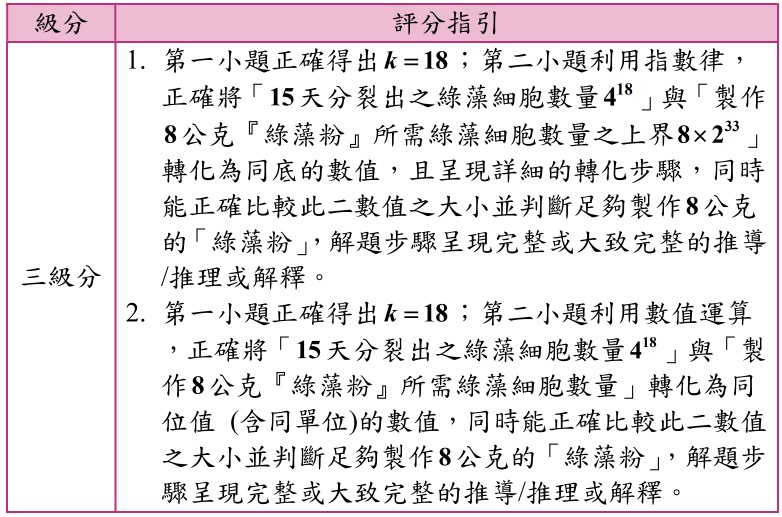 級分 評分指引
1. 第一小題正確得出 k = 18；第二小題利用指數律，
正確將「15天分裂出之綠藻細胞數量4¹⁸」與「製作
8公克『綠藻粉』所需綠藻細胞數量之上界8×2³³」
轉化為同底的數值，且呈現詳細的轉化步驟，同時
能正確比較此二數值之大小並判斷足夠製作8公克
的「綠藻粉」，解題步驟呈現完整或大致完整的推導
三級分 /推理或解釋。
2. 第一小題正確得出 k = 18；第二小題利用數值運算
，正確將「15天分裂出之綠藻細胞數量4¹⁸」與「製
作8公克『綠藻粉』所需綠藻細胞數量」轉化為同
位值 (含同單位)的數值，同時能正確比較此二數值
之大小並判斷足夠製作8公克的「綠藻粉」，解題步
驟呈現完整或大致完整的推導/推理或解釋。